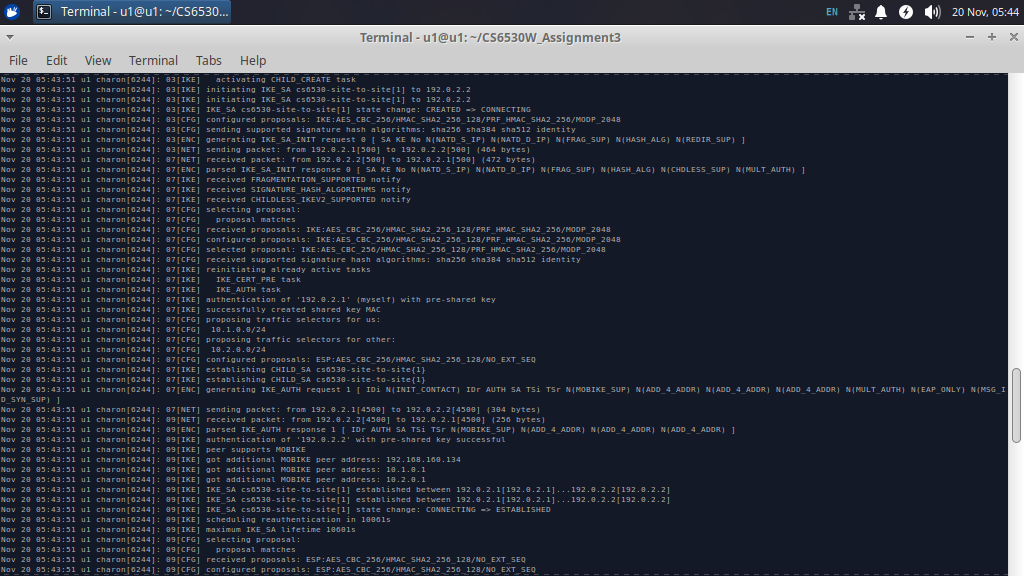 Terminal - u1@u1: ~/CS6530...
EN
20 Nov, 05:44
Terminal - u1@u1: ~/CS6530W_Assignment3
File Edit View Terminal Tabs Help
Nov 20 05:43:51 u1 charon[6244]: 03[IKE]   activating CHILD_CREATE task
Nov 20 05:43:51 u1 charon[6244]: 03[IKE] initiating IKE_SA cs6530-site-to-site[1] to 192.0.2.2
Nov 20 05:43:51 u1 charon[6244]: 03[IKE] initiating IKE_SA cs6530-site-to-site[1] to 192.0.2.2
Nov 20 05:43:51 u1 charon[6244]: 03[IKE] IKE_SA cs6530-site-to-site[1] state change: CREATED => CONNECTING
Nov 20 05:43:51 u1 charon[6244]: 03[CFG] configured proposals: IKE:AES_CBC_256/HMAC_SHA2_256_128/PRF_HMAC_SHA2_256/MODP_2048
Nov 20 05:43:51 u1 charon[6244]: 03[CFG] sending supported signature hash algorithms: sha256 sha384 sha512 identity
Nov 20 05:43:51 u1 charon[6244]: 03[ENC] generating IKE_SA_INIT request 0 [ SA KE No N(NATD_S_IP) N(NATD_D_IP) N(FRAG_SUP) N(HASH_ALG) N(REDIR_SUP) ]
Nov 20 05:43:51 u1 charon[6244]: 03[NET] sending packet: from 192.0.2.1[500] to 192.0.2.2[500] (464 bytes)
Nov 20 05:43:51 u1 charon[6244]: 07[NET] received packet: from 192.0.2.2[500] to 192.0.2.1[500] (472 bytes)
Nov 20 05:43:51 u1 charon[6244]: 07[ENC] parsed IKE_SA_INIT response 0 [ SA KE No N(NATD_S_IP) N(NATD_D_IP) N(FRAG_SUP) N(HASH_ALG) N(CHDLESS_SUP) N(MULT_AUTH) ]
Nov 20 05:43:51 u1 charon[6244]: 07[IKE] received FRAGMENTATION_SUPPORTED notify
Nov 20 05:43:51 u1 charon[6244]: 07[IKE] received SIGNATURE_HASH_ALGORITHMS notify
Nov 20 05:43:51 u1 charon[6244]: 07[IKE] received CHILDLESS_IKEV2_SUPPORTED notify
Nov 20 05:43:51 u1 charon[6244]: 07[CFG] selecting proposal:
Nov 20 05:43:51 u1 charon[6244]: 07[CFG]   proposal matches
Nov 20 05:43:51 u1 charon[6244]: 07[CFG] received proposals: IKE:AES_CBC_256/HMAC_SHA2_256_128/PRF_HMAC_SHA2_256/MODP_2048
Nov 20 05:43:51 u1 charon[6244]: 07[CFG] configured proposals: IKE:AES_CBC_256/HMAC_SHA2_256_128/PRF_HMAC_SHA2_256/MODP_2048
Nov 20 05:43:51 u1 charon[6244]: 07[CFG] selected proposal: IKE:AES_CBC_256/HMAC_SHA2_256_128/PRF_HMAC_SHA2_256/MODP_2048
Nov 20 05:43:51 u1 charon[6244]: 07[CFG] received supported signature hash algorithms: sha256 sha384 sha512 identity
Nov 20 05:43:51 u1 charon[6244]: 07[IKE] reinitiating already active tasks
Nov 20 05:43:51 u1 charon[6244]: 07[IKE]   IKE_CERT_PRE task
Nov 20 05:43:51 u1 charon[6244]: 07[IKE]   IKE_AUTH task
Nov 20 05:43:51 u1 charon[6244]: 07[IKE] authentication of '192.0.2.1' (myself) with pre-shared key
Nov 20 05:43:51 u1 charon[6244]: 07[IKE] successfully created shared key MAC
Nov 20 05:43:51 u1 charon[6244]: 07[CFG] proposing traffic selectors for us:
Nov 20 05:43:51 u1 charon[6244]: 07[CFG]  10.1.0.0/24
Nov 20 05:43:51 u1 charon[6244]: 07[CFG] proposing traffic selectors for other:
Nov 20 05:43:51 u1 charon[6244]: 07[CFG]  10.2.0.0/24
Nov 20 05:43:51 u1 charon[6244]: 07[CFG] configured proposals: ESP:AES_CBC_256/HMAC_SHA2_256_128/NO_EXT_SEQ
Nov 20 05:43:51 u1 charon[6244]: 07[IKE] establishing CHILD_SA cs6530-site-to-site{1}
Nov 20 05:43:51 u1 charon[6244]: 07[IKE] establishing CHILD_SA cs6530-site-to-site{1}
Nov 20 05:43:51 u1 charon[6244]: 07[ENC] generating IKE_AUTH request 1 [ IDi N(INIT_CONTACT) IDr AUTH SA TSi TSr N(MOBIKE_SUP) N(ADD_4_ADDR) N(ADD_4_ADDR) N(ADD_4_ADDR) N(MULT_AUTH) N(EAP_ONLY) N(MSG_I
D_SYN_SUP) ]
Nov 20 05:43:51 u1 charon[6244]: 07[NET] sending packet: from 192.0.2.1[4500] to 192.0.2.2[4500] (304 bytes)
Nov 20 05:43:51 u1 charon[6244]: 09[NET] received packet: from 192.0.2.2[4500] to 192.0.2.1[4500] (256 bytes)
Nov 20 05:43:51 u1 charon[6244]: 09[ENC] parsed IKE_AUTH response 1 [ IDr AUTH SA TSi TSr N(MOBIKE_SUP) N(ADD_4_ADDR) N(ADD_4_ADDR) N(ADD_4_ADDR) ]
Nov 20 05:43:51 u1 charon[6244]: 09[IKE] authentication of '192.0.2.2' with pre-shared key successful
Nov 20 05:43:51 u1 charon[6244]: 09[IKE] peer supports MOBIKE
Nov 20 05:43:51 u1 charon[6244]: 09[IKE] got additional MOBIKE peer address: 192.168.160.134
Nov 20 05:43:51 u1 charon[6244]: 09[IKE] got additional MOBIKE peer address: 10.1.0.1
Nov 20 05:43:51 u1 charon[6244]: 09[IKE] got additional MOBIKE peer address: 10.2.0.1
Nov 20 05:43:51 u1 charon[6244]: 09[IKE] IKE_SA cs6530-site-to-site[1] established between 192.0.2.1[192.0.2.1]...192.0.2.2[192.0.2.2]
Nov 20 05:43:51 u1 charon[6244]: 09[IKE] IKE_SA cs6530-site-to-site[1] established between 192.0.2.1[192.0.2.1]...192.0.2.2[192.0.2.2]
Nov 20 05:43:51 u1 charon[6244]: 09[IKE] IKE_SA cs6530-site-to-site[1] state change: CONNECTING => ESTABLISHED
Nov 20 05:43:51 u1 charon[6244]: 09[IKE] scheduling reauthentication in 10061s
Nov 20 05:43:51 u1 charon[6244]: 09[IKE] maximum IKE_SA lifetime 10601s
Nov 20 05:43:51 u1 charon[6244]: 09[CFG] selecting proposal:
Nov 20 05:43:51 u1 charon[6244]: 09[CFG]   proposal matches
Nov 20 05:43:51 u1 charon[6244]: 09[CFG] received proposals: ESP:AES_CBC_256/HMAC_SHA2_256_128/NO_EXT_SEQ
Nov 20 05:43:51 u1 charon[6244]: 09[CFG] configured proposals: ESP:AES_CBC_256/HMAC_SHA2_256_128/NO_EXT_SEQ